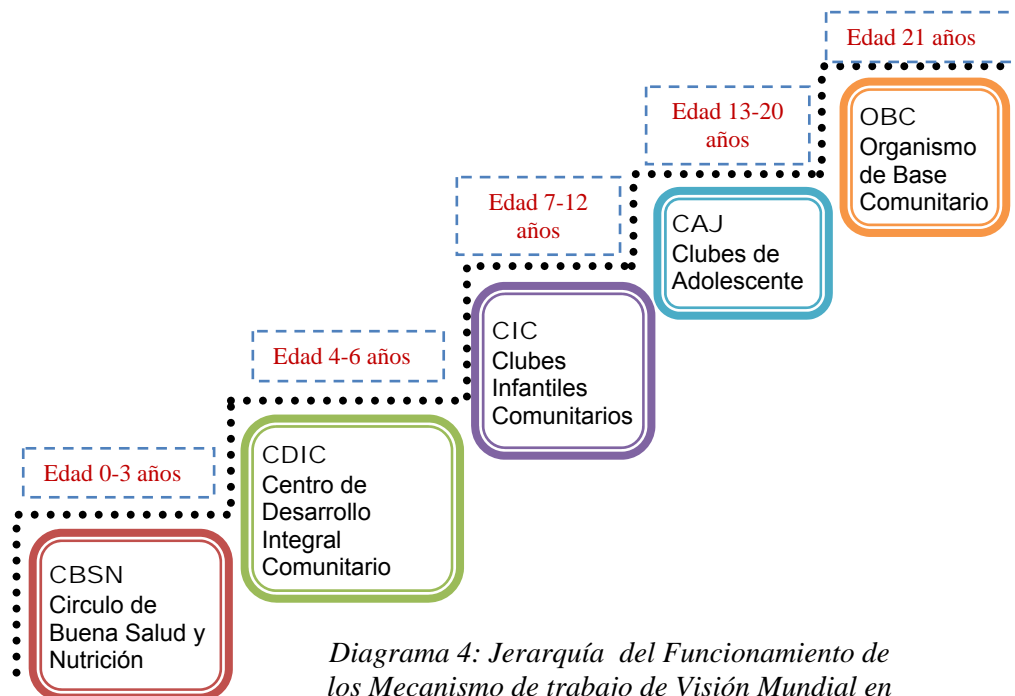 Edad 21 años
OBC
Organismo
de Base
Comunitario
Edad 13-20
años
CAJ
Clubes de
Adolescente
Edad 7-12
años
CIC
Clubes
Infantiles
Comunitarios
Edad 4-6 años
CDIC
Centro de
Desarrollo
Integral
Comunitario
Edad 0-3 años
CBSN
Circulo de
Buena Salud y
Nutrición
Diagrama 4: Jerarquía del Funcionamiento de
los Mecanismo de trabajo de Visión Mundial en